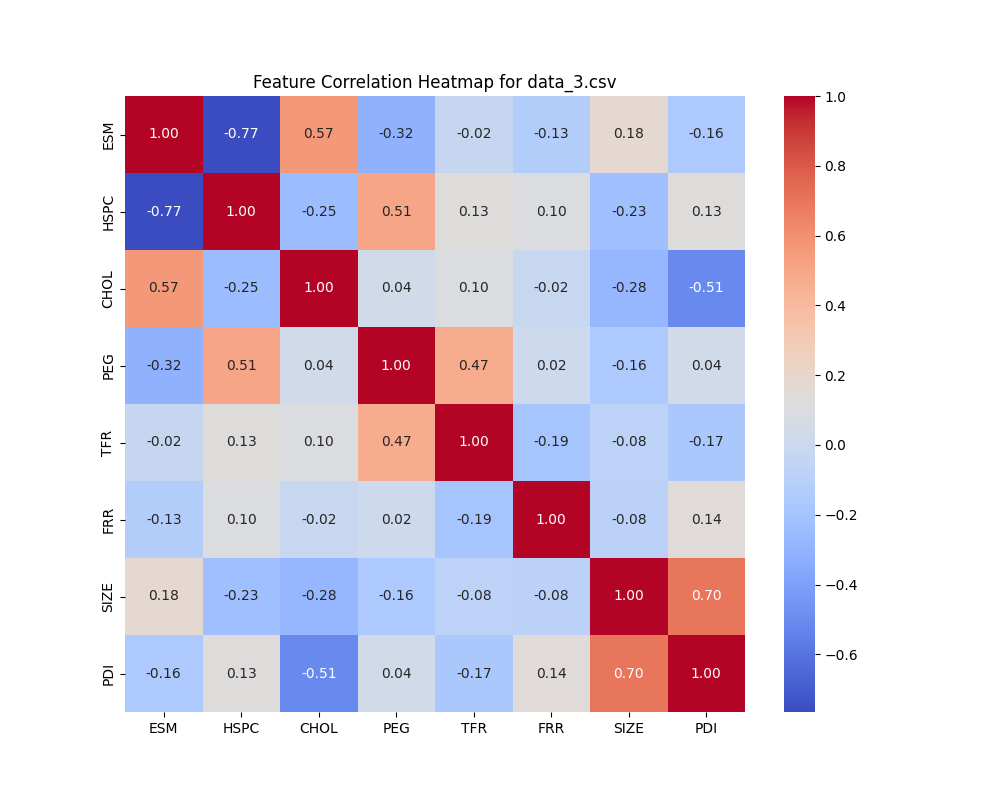 Feature Correlation Heatmap for data_3.csv
ESM 1.00 -0.77 0.57 -0.32 -0.02 -0.13 0.18 -0.16
HSPC -0.77 1.00 -0.25 0.51 0.13 0.10 -0.23 0.13
CHOL 0.57 -0.25 1.00 0.04 0.10 -0.02 -0.28 -0.51
PEG -0.32 0.51 0.04 1.00 0.47 0.02 -0.16 0.04
TFR -0.02 0.13 0.10 0.47 1.00 -0.19 -0.08 -0.17
FRR -0.13 0.10 -0.02 0.02 -0.19 1.00 -0.08 0.14
SIZE 0.18 -0.23 -0.28 -0.16 -0.08 -0.08 1.00 0.70
PDI -0.16 0.13 -0.51 0.04 -0.17 0.14 0.70 1.00
ESM HSPC CHOL PEG TFR FRR SIZE PDI
1.0
0.8
0.6
0.4
0.2
0.0
−0.2
−0.4
−0.6